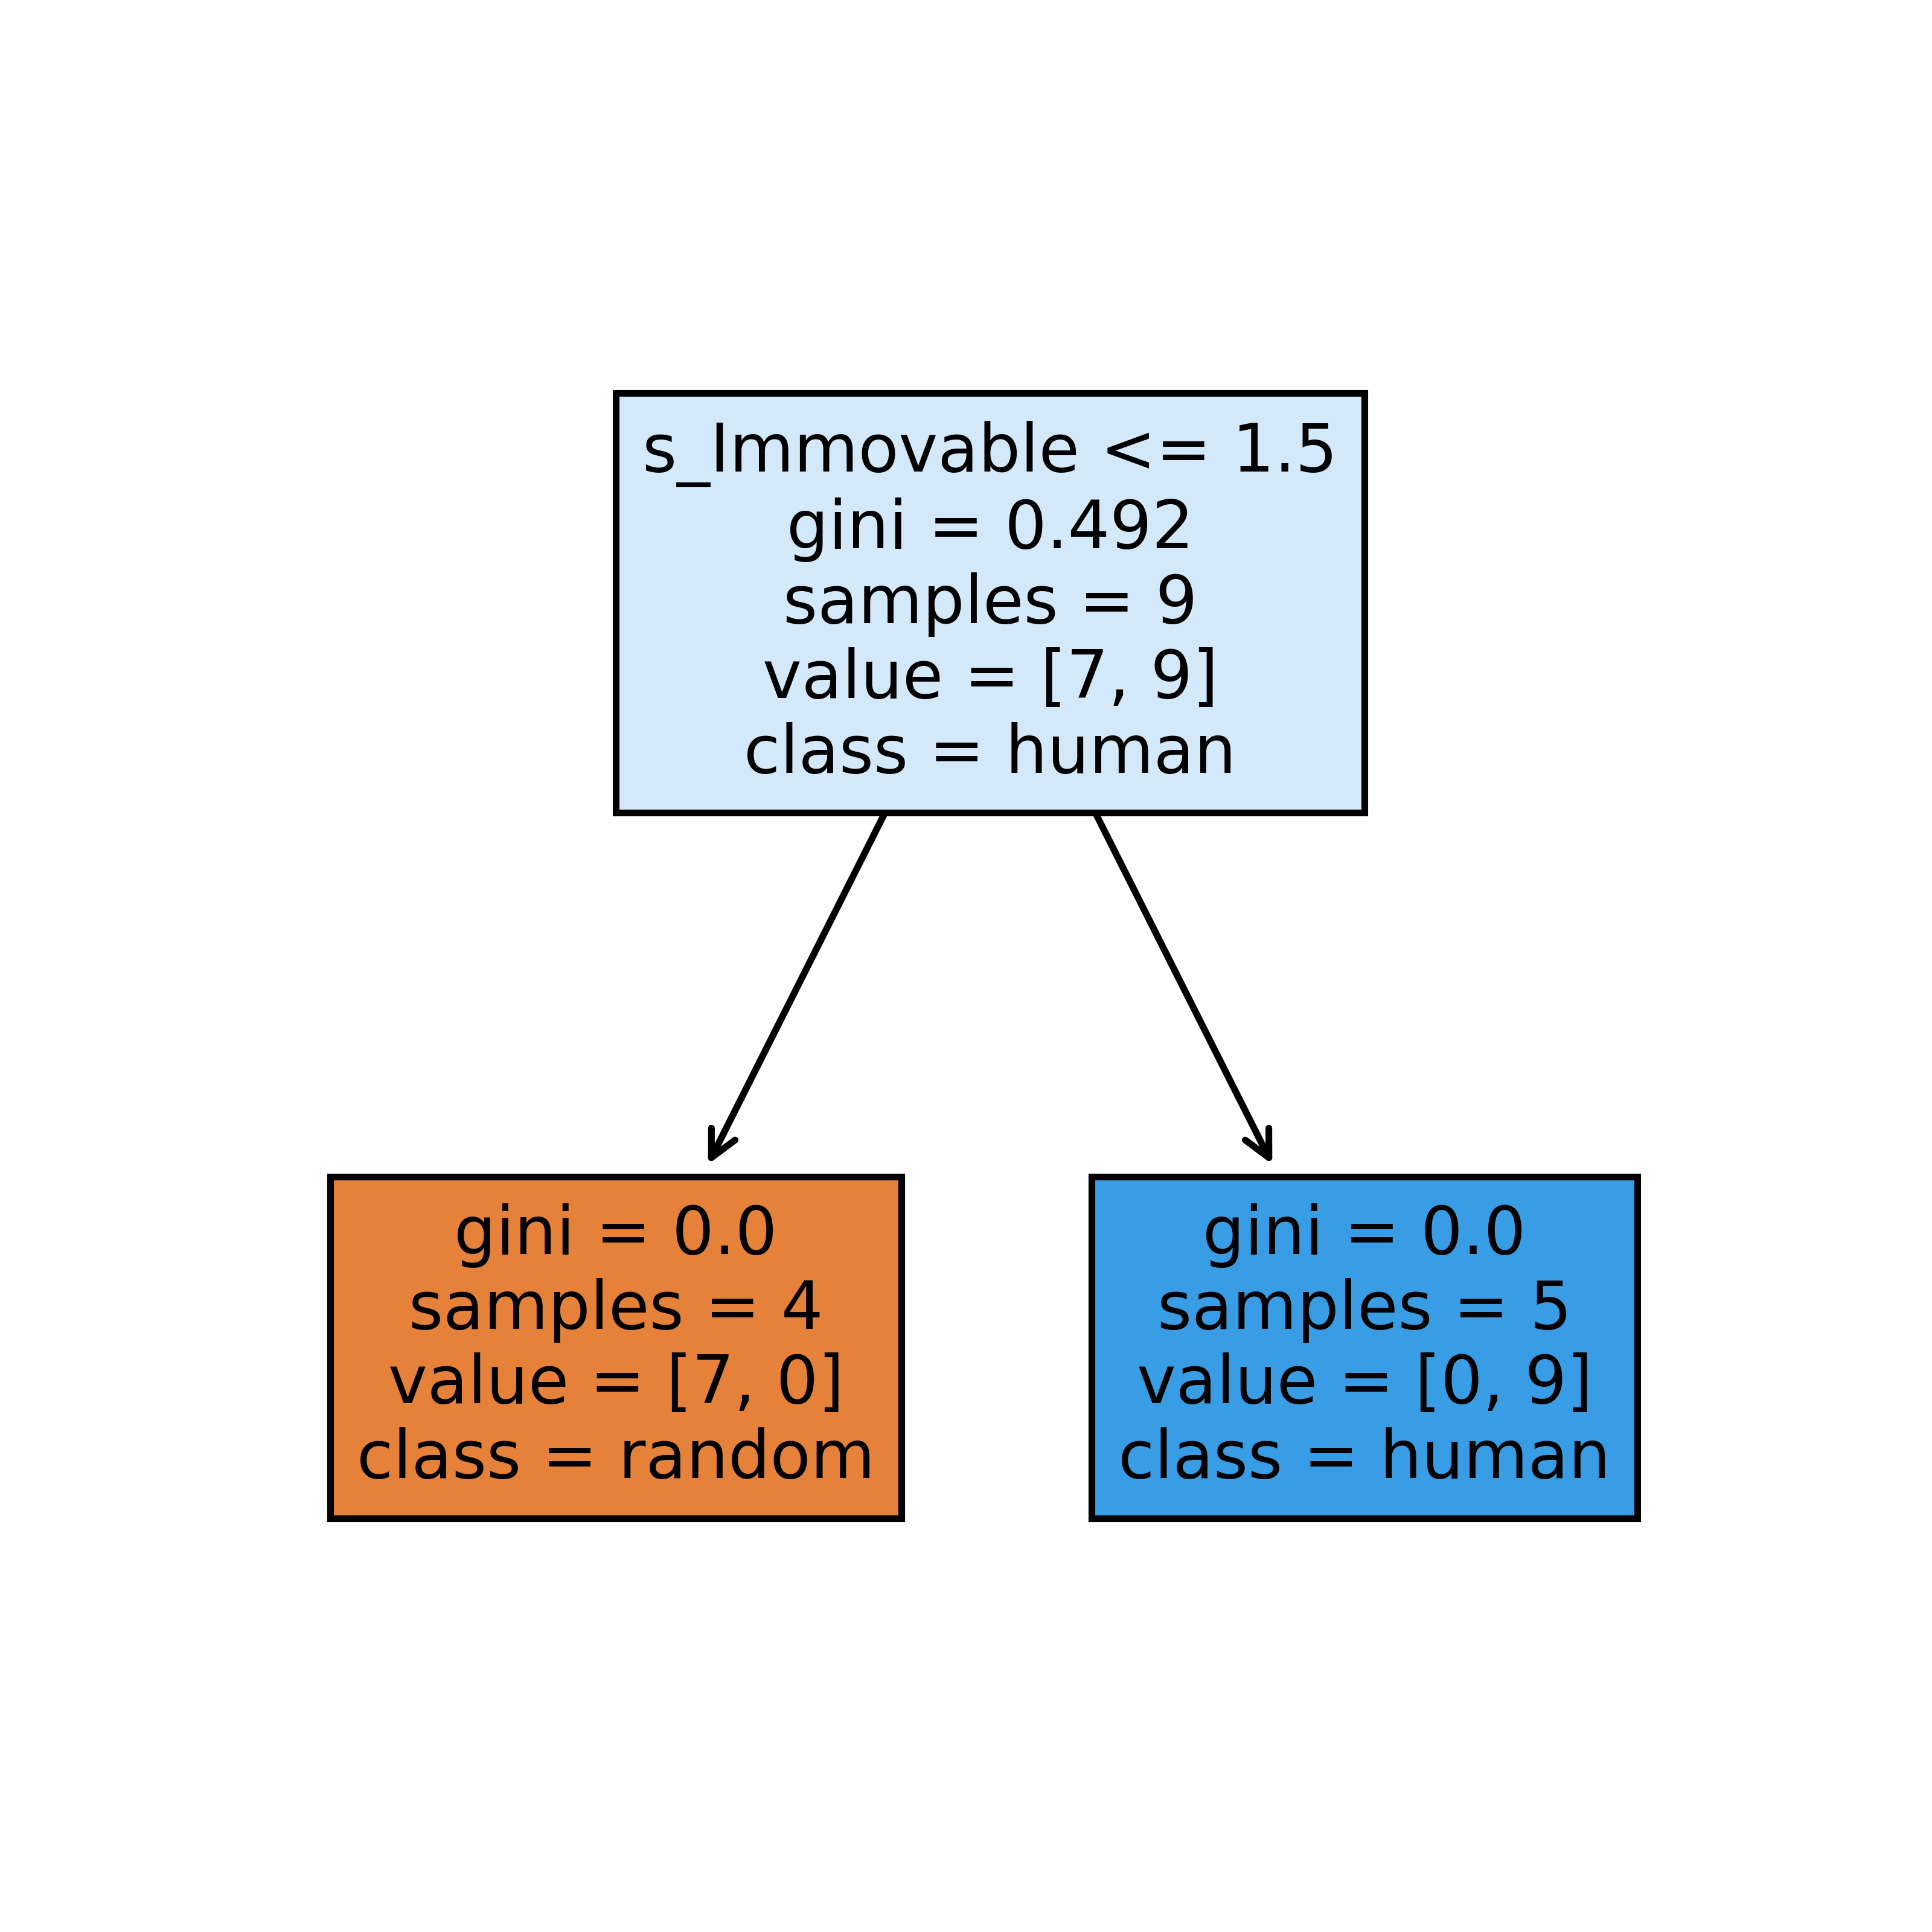 s_Immovable <= 1.5
gini = 0.492
samples = 9
value = [7, 9]
class = human
gini = 0.0
samples = 4
value = [7, 0]
class = random
gini = 0.0
samples = 5
value = [0, 9]
class = human